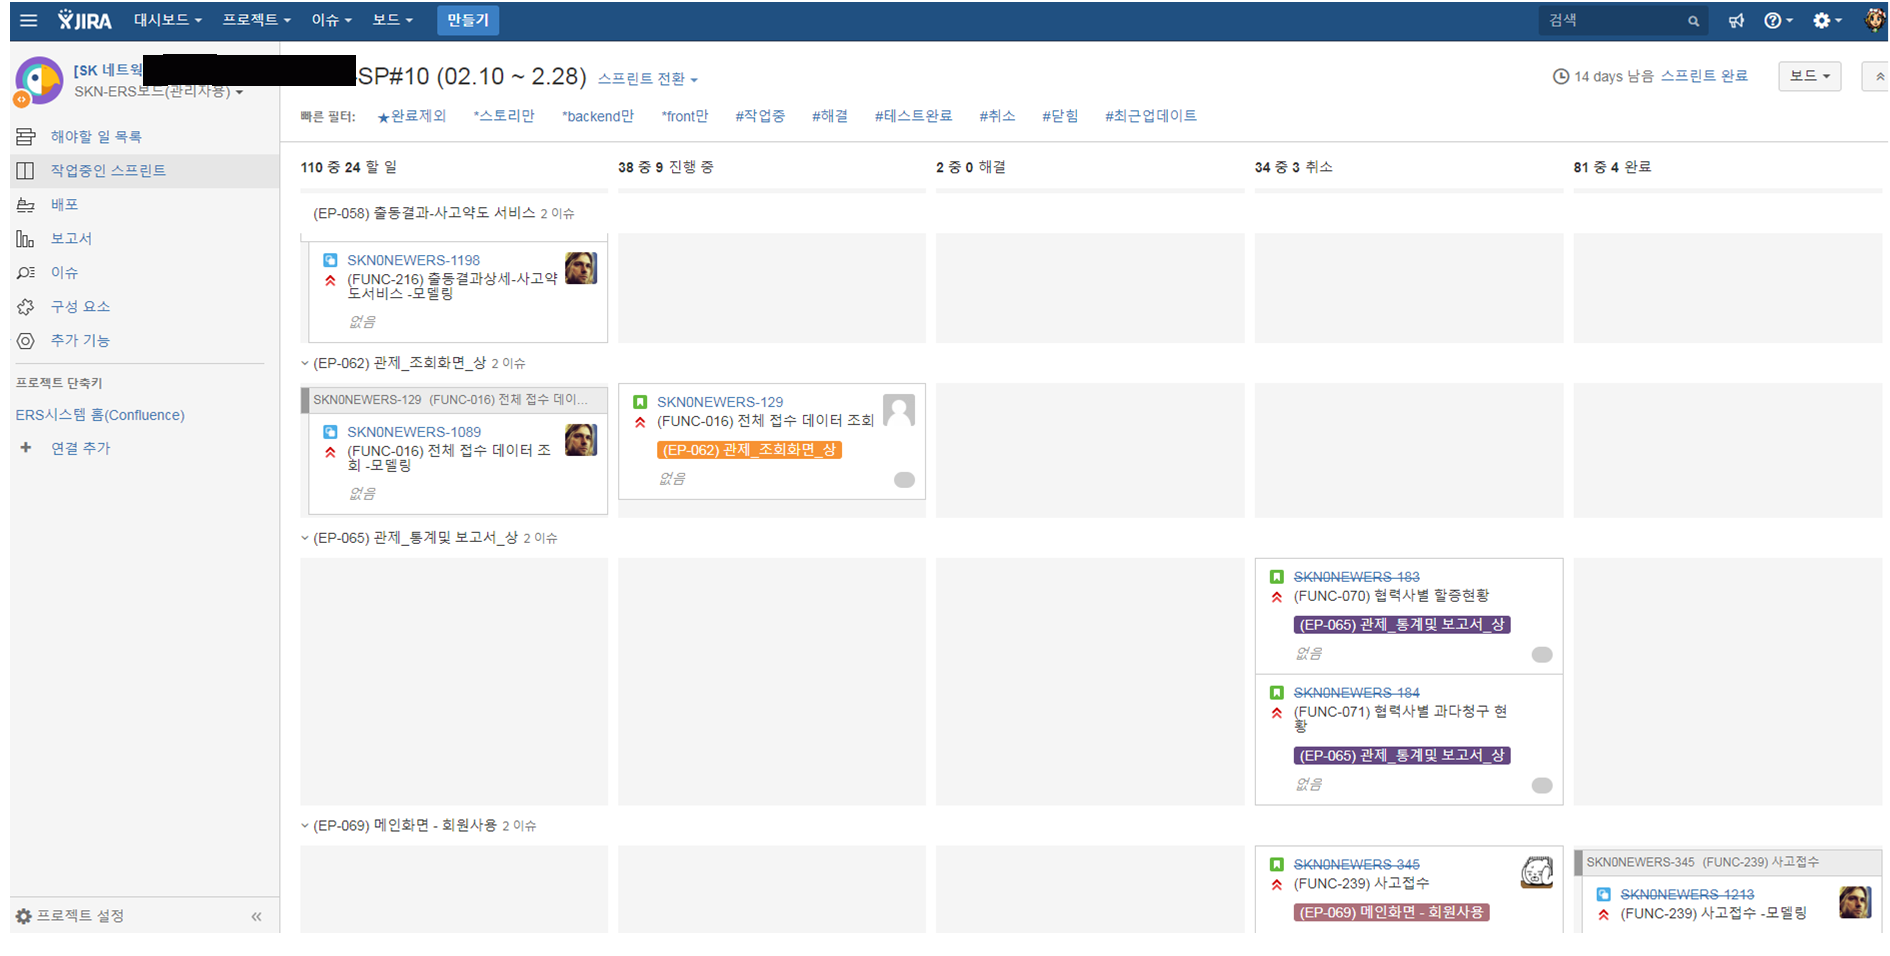 JIRA 대시보드 프로젝트 이슈 보드 만들기 검색
[SK 네트웍
SKN-ERS보드(관리자용)
SP#10 (02.10 ~ 2.28) 스프린트 전환
14 days 남음 스프린트 완료 보드
빠른 필터: ★완료제외 *스토리만 *backend만 *front만 #작업중 #해결 #테스트완료 #취소 #닫힘 #최근업데이트
해야할 일 목록
작업중인 스프린트
배포
보고서
이슈
구성 요소
추가 기능
프로젝트 단축키
ERS시스템 홈(Confluence)
+ 연결 추가
프로젝트 설정
110 중 24 할 일 38 중 9 진행 중 2 중 0 해결 34 중 3 취소 81 중 4 완료
(EP-058) 출동결과-사고약도 서비스 2 이슈
SKN0NEWERS-1198
(FUNC-216) 출동결과상세-사고약
도서비스 -모델링
없음
(EP-062) 관제_조회화면_상 2 이슈
SKN0NEWERS-129 (FUNC-016) 전체 접수 데이...
SKN0NEWERS-1089
(FUNC-016) 전체 접수 데이터 조
회 -모델링
없음
SKN0NEWERS-129
(FUNC-016) 전체 접수 데이터 조회
(EP-062) 관제_조회화면_상
없음
(EP-065) 관제_통계및 보고서_상 2 이슈
SKN0NEWERS-183
(FUNC-070) 협력사별 할증현황
(EP-065) 관제_통계및 보고서_상
없음
SKN0NEWERS-184
(FUNC-071) 협력사별 과다청구 현
황
(EP-065) 관제_통계및 보고서_상
없음
(EP-069) 메인화면 - 회원사용 2 이슈
SKN0NEWERS-345
(FUNC-239) 사고접수
(EP-069) 메인화면 - 회원사용
SKN0NEWERS-345 (FUNC-239) 사고접수
SKN0NEWERS-1213
(FUNC-239) 사고접수 -모델링